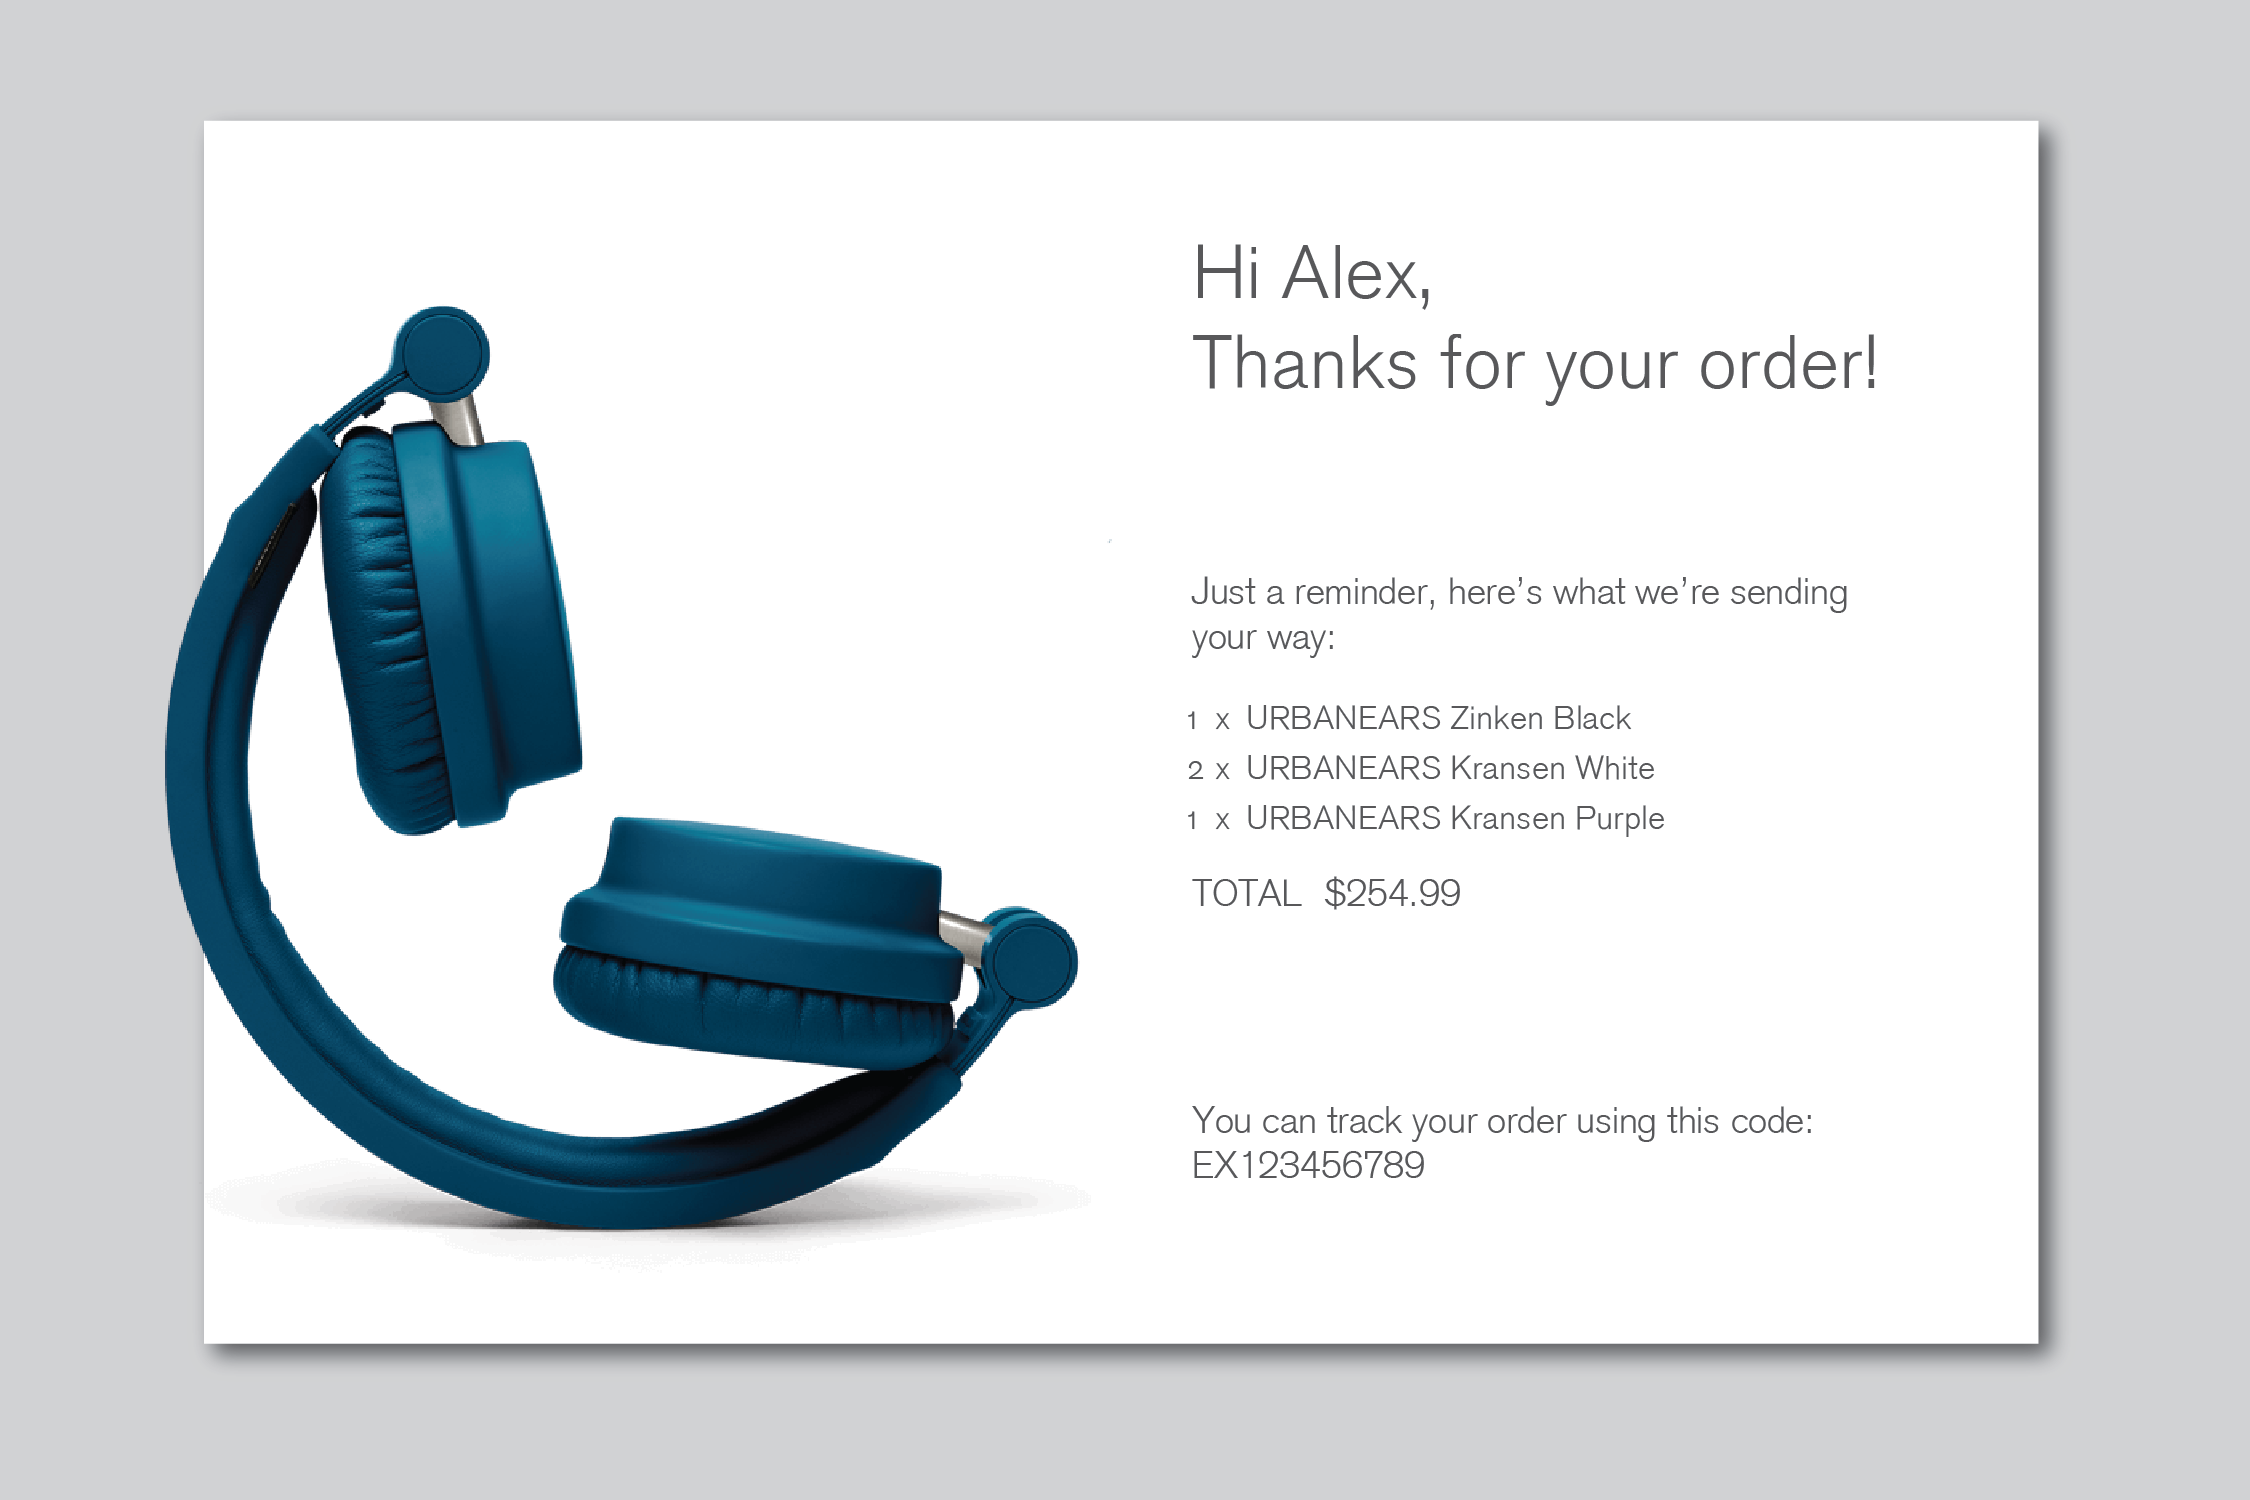 Hi Alex,
Thanks for your order!
Just a reminder, here’s what we’re sending
your way:
1 x URBANEARS Zinken Black
2 x URBANEARS Kransen White
1 x URBANEARS Kransen Purple
TOTAL $254.99
You can track your order using this code:
EX123456789